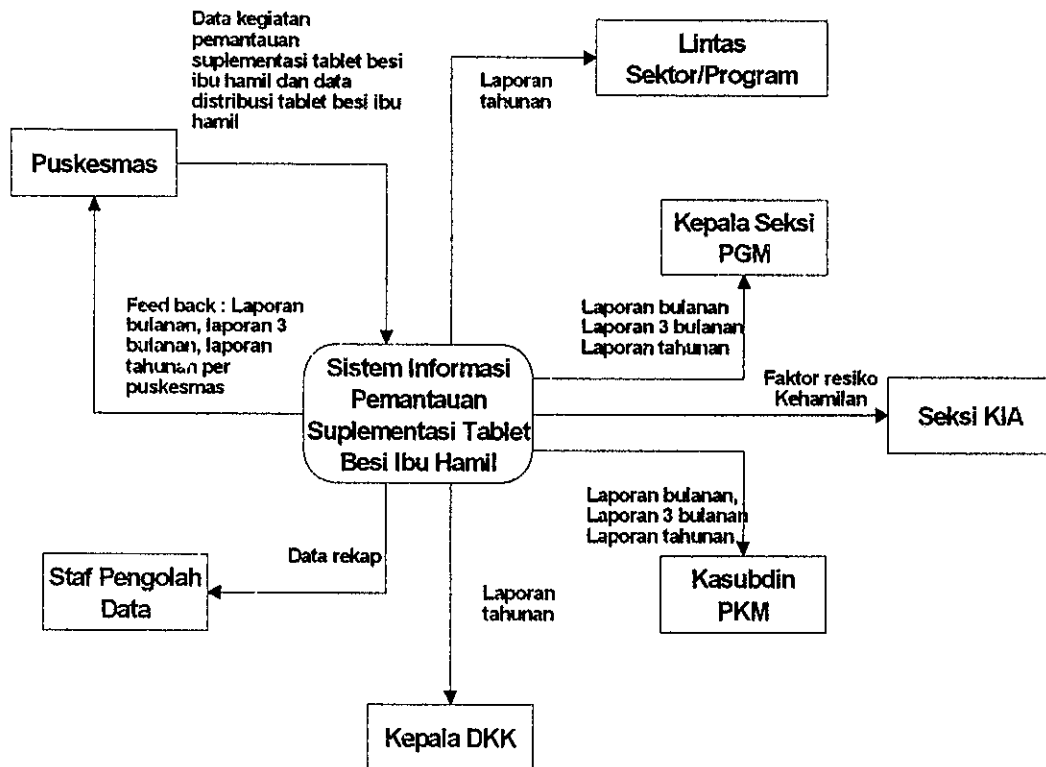 Data kegiatan
pemantauan
suplementasi tablet besi
ibu hamil dan data
distribusi tablet besi ibu
hamil
Lintas
Sektor/Program
Laporan
tahunan
Puskesmas
Kepala Seksi
PGM
Feed back : Laporan
bulanan, laporan 3
bulanan, laporan
tahunan per
puskesmas
Laporan bulanan
Laporan 3 bulanan
Laporan tahunan
Sistem Informasi
Pemantauan
Suplementasi Tablet
Besi Ibu Hamil
Faktor resiko
Kehamilan
Seksi KIA
Laporan bulanan,
Laporan 3 bulanan
Laporan tahunan
Data rekap
Staf Pengolah
Data
Laporan
tahunan
Kasubdin
PKM
Kepala DKK